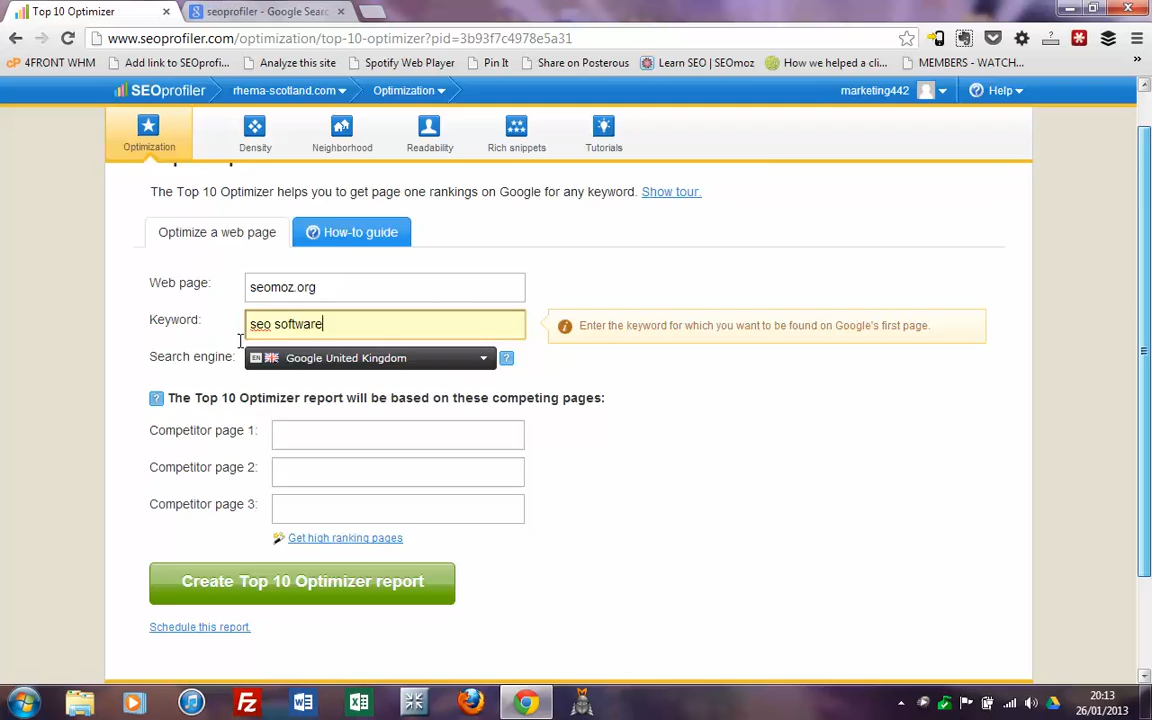 Top 10 Optimizer
seoprofiler - Google Searc
www.seoprofiler.com/optimization/top-10-optimizer?pid=3b93f7c4978e5a31
4FRONT WHM
Add link to SEOprofi...
Analyze this site
Spotify Web Player
Pin It
Share on Posterous
Learn SEO | SEOmoz
How we helped a cli...
MEMBERS - WATCH...
SEOprofiler
rhema-scotland.com
Optimization
marketing442
Help
Optimization
Density
Neighborhood
Readability
Rich snippets
Tutorials
The Top 10 Optimizer helps you to get page one rankings on Google for any keyword. Show tour.
Optimize a web page
How-to guide
Web page:
seomoz.org
Keyword:
seo software
Enter the keyword for which you want to be found on Google's first page.
Search engine:
EN Google United Kingdom
The Top 10 Optimizer report will be based on these competing pages:
Competitor page 1:
Competitor page 2:
Competitor page 3:
Get high ranking pages
Create Top 10 Optimizer report
Schedule this report.
20:13
26/01/2013